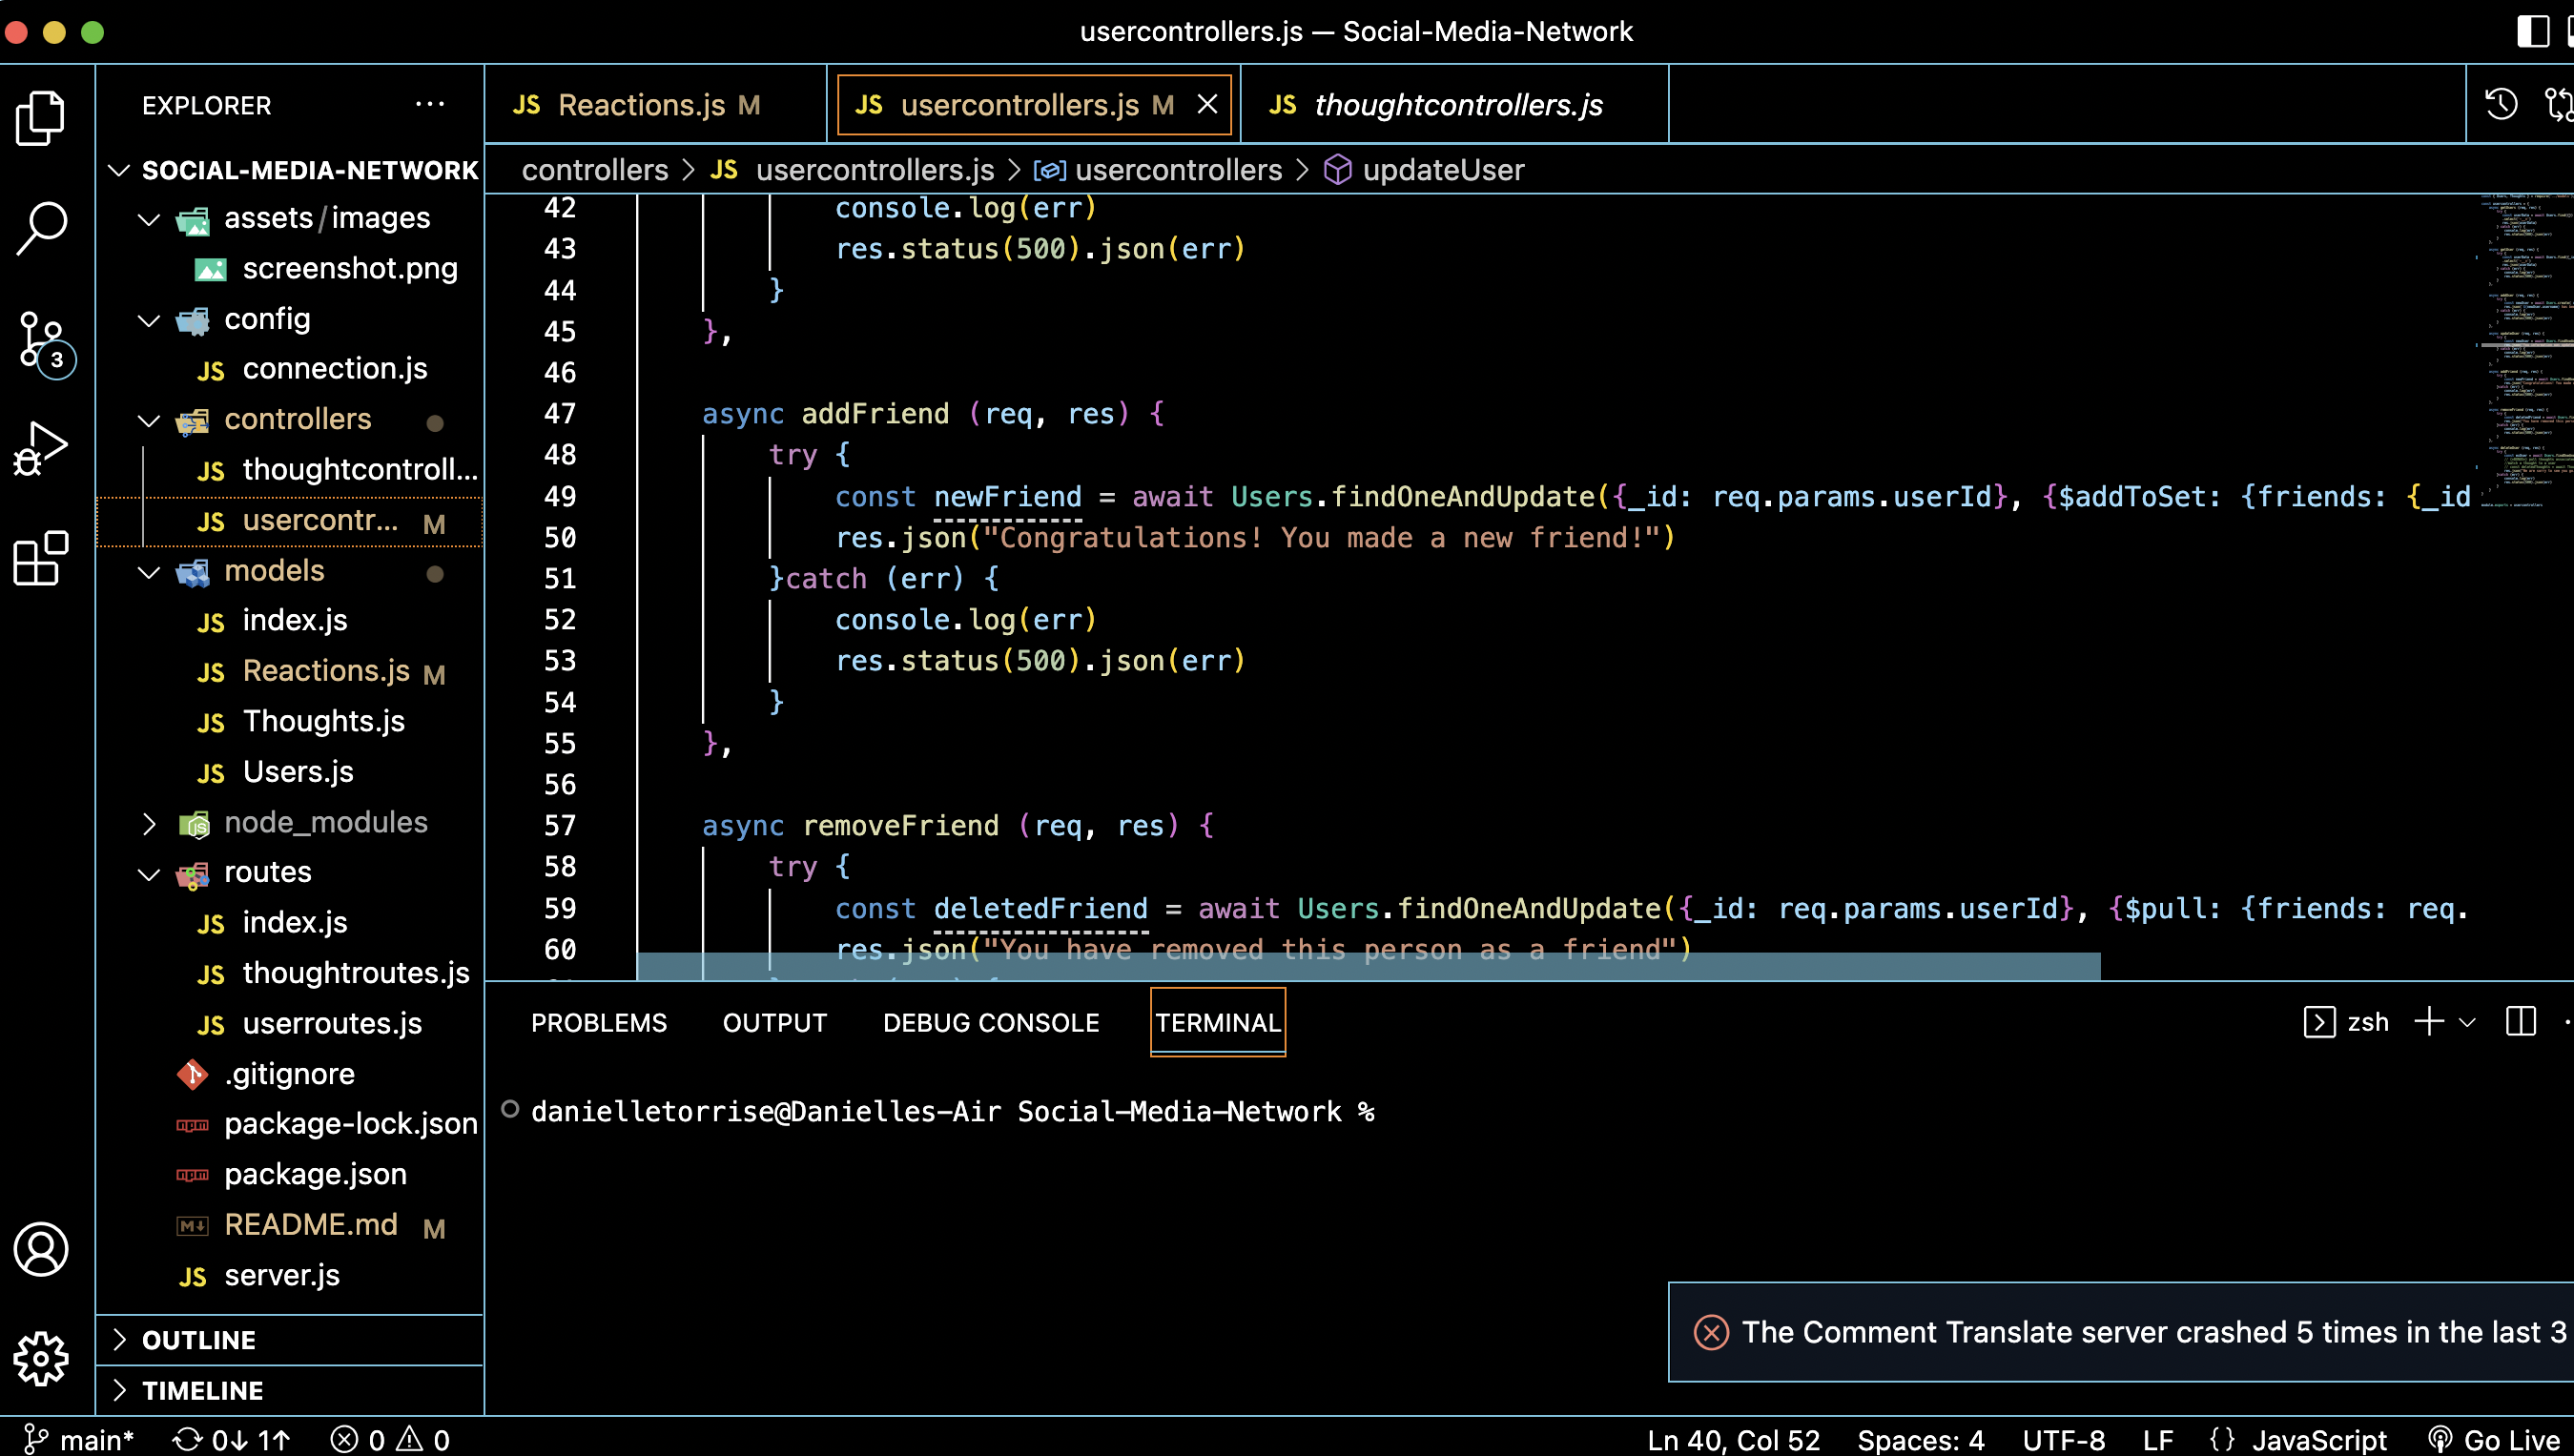 usercontrollers.js — Social-Media-Network
EXPLORER
SOCIAL-MEDIA-NETWORK
assets/images
screenshot.png
config
JS connection.js
controllers
JS thoughtcontroll...
JS usercontr... M
models
JS index.js
JS Reactions.js M
JS Thoughts.js
JS Users.js
node_modules
routes
JS index.js
JS thoughtroutes.js
JS userroutes.js
.gitignore
package-lock.json
package.json
README.md M
JS server.js
OUTLINE
TIMELINE
3
JS Reactions.js M
JS usercontrollers.js M
JS thoughtcontrollers.js
controllers > JS usercontrollers.js > usercontrollers > updateUser
42 console.log(err)
43 res.status(500).json(err)
44 }
45 },
46
47 async addFriend (req, res) {
48 try {
49 const newFriend = await Users.findOneAndUpdate({_id: req.params.userId}, {$addToSet: {friends: {_id
50 res.json("Congratulations! You made a new friend!")
51 }catch (err) {
52 console.log(err)
53 res.status(500).json(err)
54 }
55 },
56
57 async removeFriend (req, res) {
58 try {
59 const deletedFriend = await Users.findOneAndUpdate({_id: req.params.userId}, {$pull: {friends: req.
60 res.json("You have removed this person as a friend")
PROBLEMS OUTPUT DEBUG CONSOLE TERMINAL
zsh
danielletorrise@Danielles-Air Social-Media-Network %
The Comment Translate server crashed 5 times in the last 3
main* 0↓ 1↑ 0 0
Ln 40, Col 52 Spaces: 4 UTF-8 LF {} JavaScript Go Live